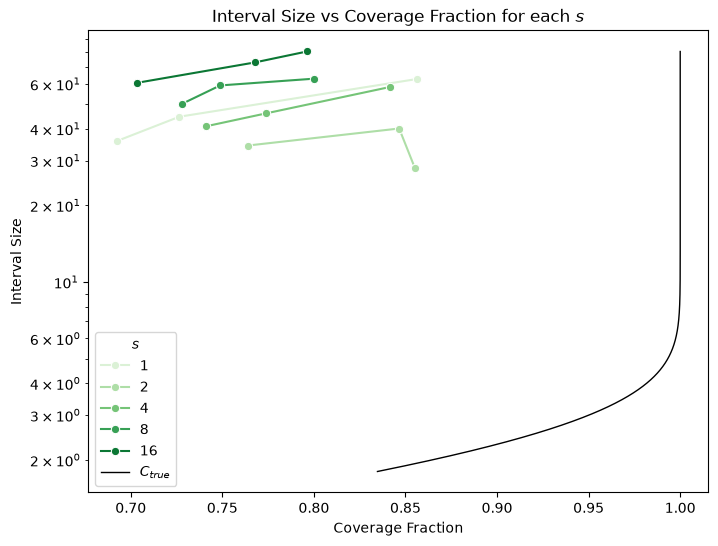 Interval Size vs Coverage Fraction for each s
Interval Size
6 × 10¹
4 × 10¹
3 × 10¹
2 × 10¹
10¹
6 × 10⁰
4 × 10⁰
3 × 10⁰
2 × 10⁰
s
1
2
4
8
16
C_true
0.70 0.75 0.80 0.85 0.90 0.95 1.00
Coverage Fraction